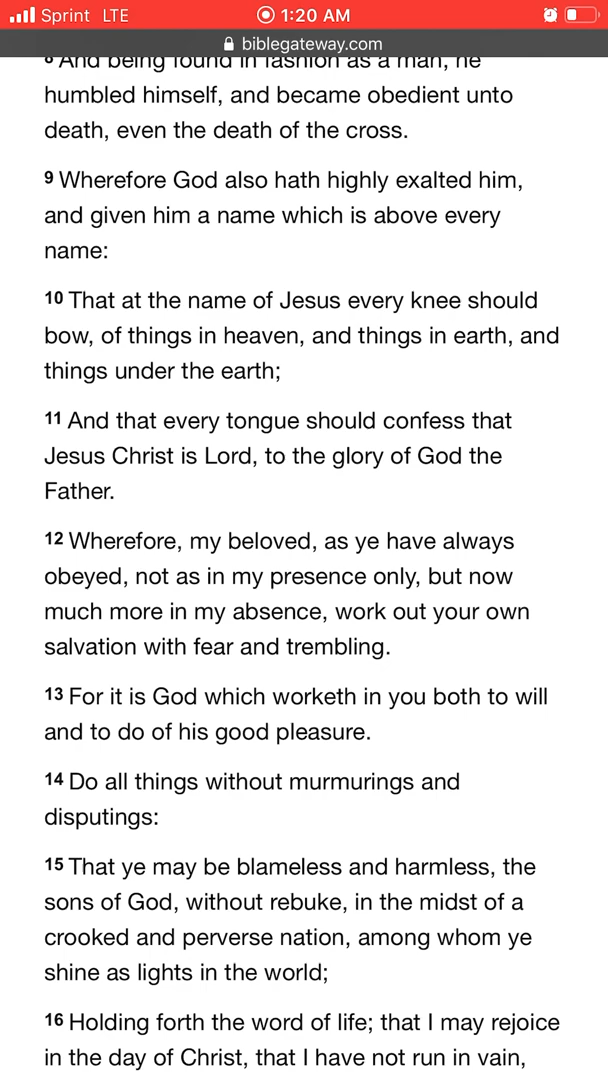 Sprint LTE 1:20 AM
biblegateway.com
8 And being found in fashion as a man, he
humbled himself, and became obedient unto
death, even the death of the cross.
9 Wherefore God also hath highly exalted him,
and given him a name which is above every
name:
10 That at the name of Jesus every knee should
bow, of things in heaven, and things in earth, and
things under the earth;
11 And that every tongue should confess that
Jesus Christ is Lord, to the glory of God the
Father.
12 Wherefore, my beloved, as ye have always
obeyed, not as in my presence only, but now
much more in my absence, work out your own
salvation with fear and trembling.
13 For it is God which worketh in you both to will
and to do of his good pleasure.
14 Do all things without murmurings and
disputings:
15 That ye may be blameless and harmless, the
sons of God, without rebuke, in the midst of a
crooked and perverse nation, among whom ye
shine as lights in the world;
16 Holding forth the word of life; that I may rejoice
in the day of Christ, that I have not run in vain,